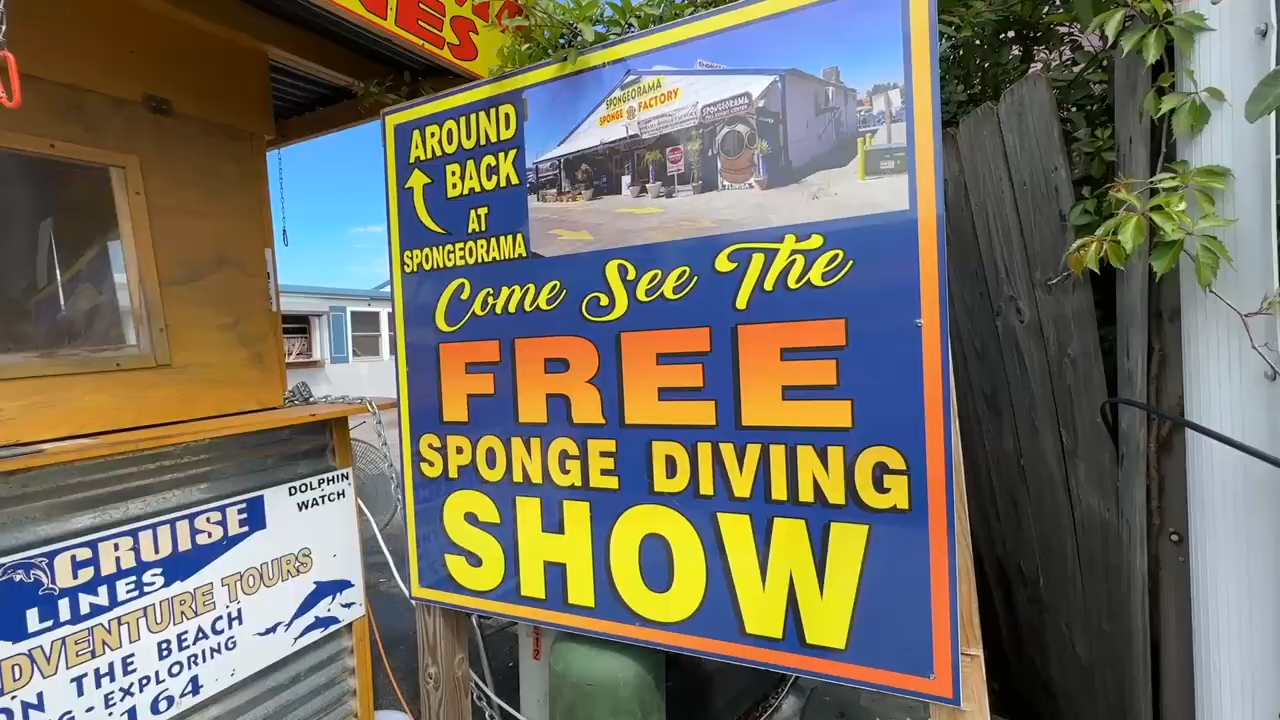 NES
AROUND
BACK
AT
SPONGEORAMA
SPONGEORAMA
SPONGE FACTORY
SPONGEORAMA
Come See The
FREE
SPONGE DIVING
SHOW
DOLPHIN
WATCH
CRUISE
LINES
DVENTURE TOURS
ON THE BEACH
G - EXPLORING
164